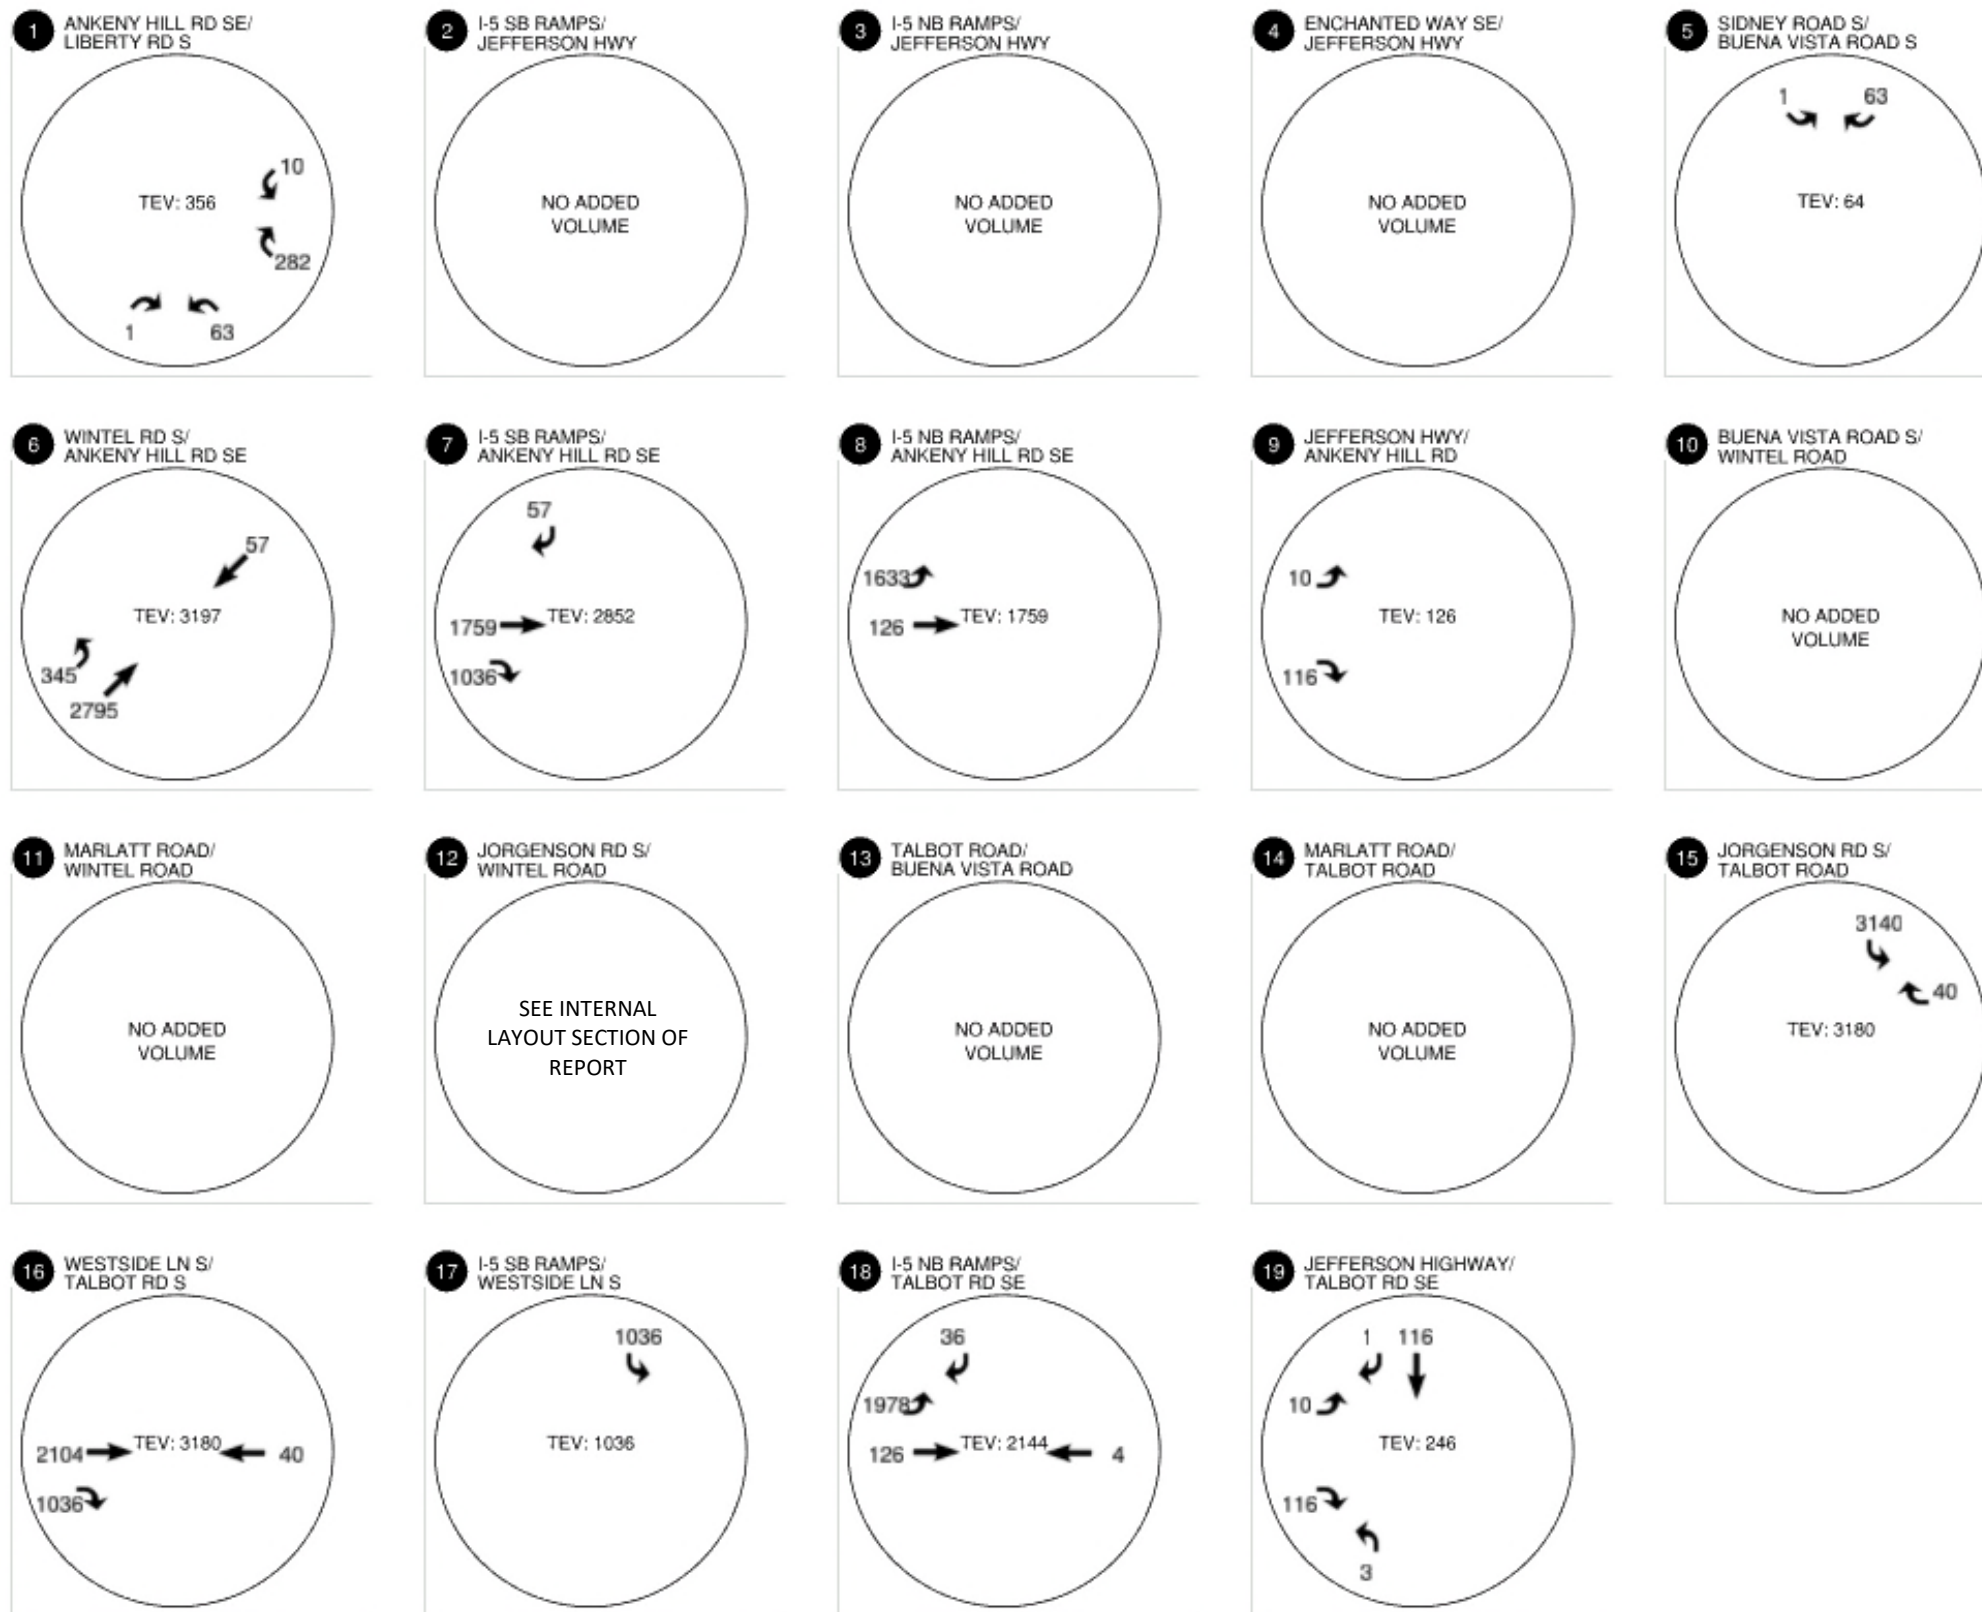 1 ANKENY HILL RD SE/
LIBERTY RD S
10
TEV: 356
282
1 63
2 I-5 SB RAMPS/
JEFFERSON HWY
NO ADDED
VOLUME
3 I-5 NB RAMPS/
JEFFERSON HWY
NO ADDED
VOLUME
4 ENCHANTED WAY SE/
JEFFERSON HWY
NO ADDED
VOLUME
5 SIDNEY ROAD S/
BUENA VISTA ROAD S
1 63
TEV: 64
6 WINTEL RD S/
ANKENY HILL RD SE
57
TEV: 3197
345
2795
7 I-5 SB RAMPS/
ANKENY HILL RD SE
57
1759 TEV: 2852
1036
8 I-5 NB RAMPS/
ANKENY HILL RD SE
1633
126 TEV: 1759
9 JEFFERSON HWY/
ANKENY HILL RD
10
TEV: 126
116
10 BUENA VISTA ROAD S/
WINTEL ROAD
NO ADDED
VOLUME
11 MARLATT ROAD/
WINTEL ROAD
NO ADDED
VOLUME
12 JORGENSON RD S/
WINTEL ROAD
SEE INTERNAL
LAYOUT SECTION OF
REPORT
13 TALBOT ROAD/
BUENA VISTA ROAD
NO ADDED
VOLUME
14 MARLATT ROAD/
TALBOT ROAD
NO ADDED
VOLUME
15 JORGENSON RD S/
TALBOT ROAD
3140
40
TEV: 3180
16 WESTSIDE LN S/
TALBOT RD S
2104 TEV: 3180 40
1036
17 I-5 SB RAMPS/
WESTSIDE LN S
1036
TEV: 1036
18 I-5 NB RAMPS/
TALBOT RD SE
36
1978
126 TEV: 2144 4
19 JEFFERSON HIGHWAY/
TALBOT RD SE
1 116
10
TEV: 246
116
3